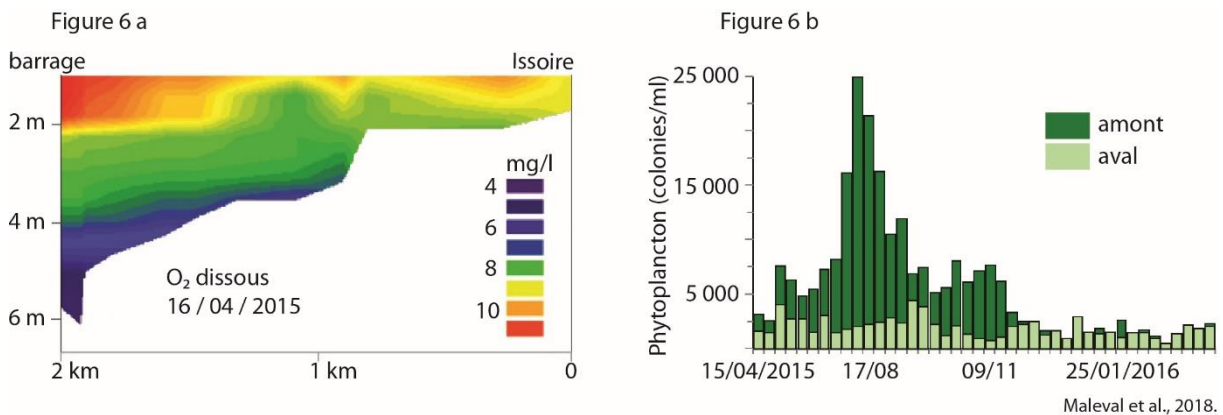 Figure 6 a
barrage
Issoire
2 m
4 m
6 m
mg/l
4
6
8
10
O₂ dissous
16 / 04 / 2015
2 km
1 km
0
Figure 6 b
25 000
15 000
5 000
Phytoplancton (colonies/ml)
amont
aval
15/04/2015
17/08
09/11
25/01/2016
Maleval et al., 2018.